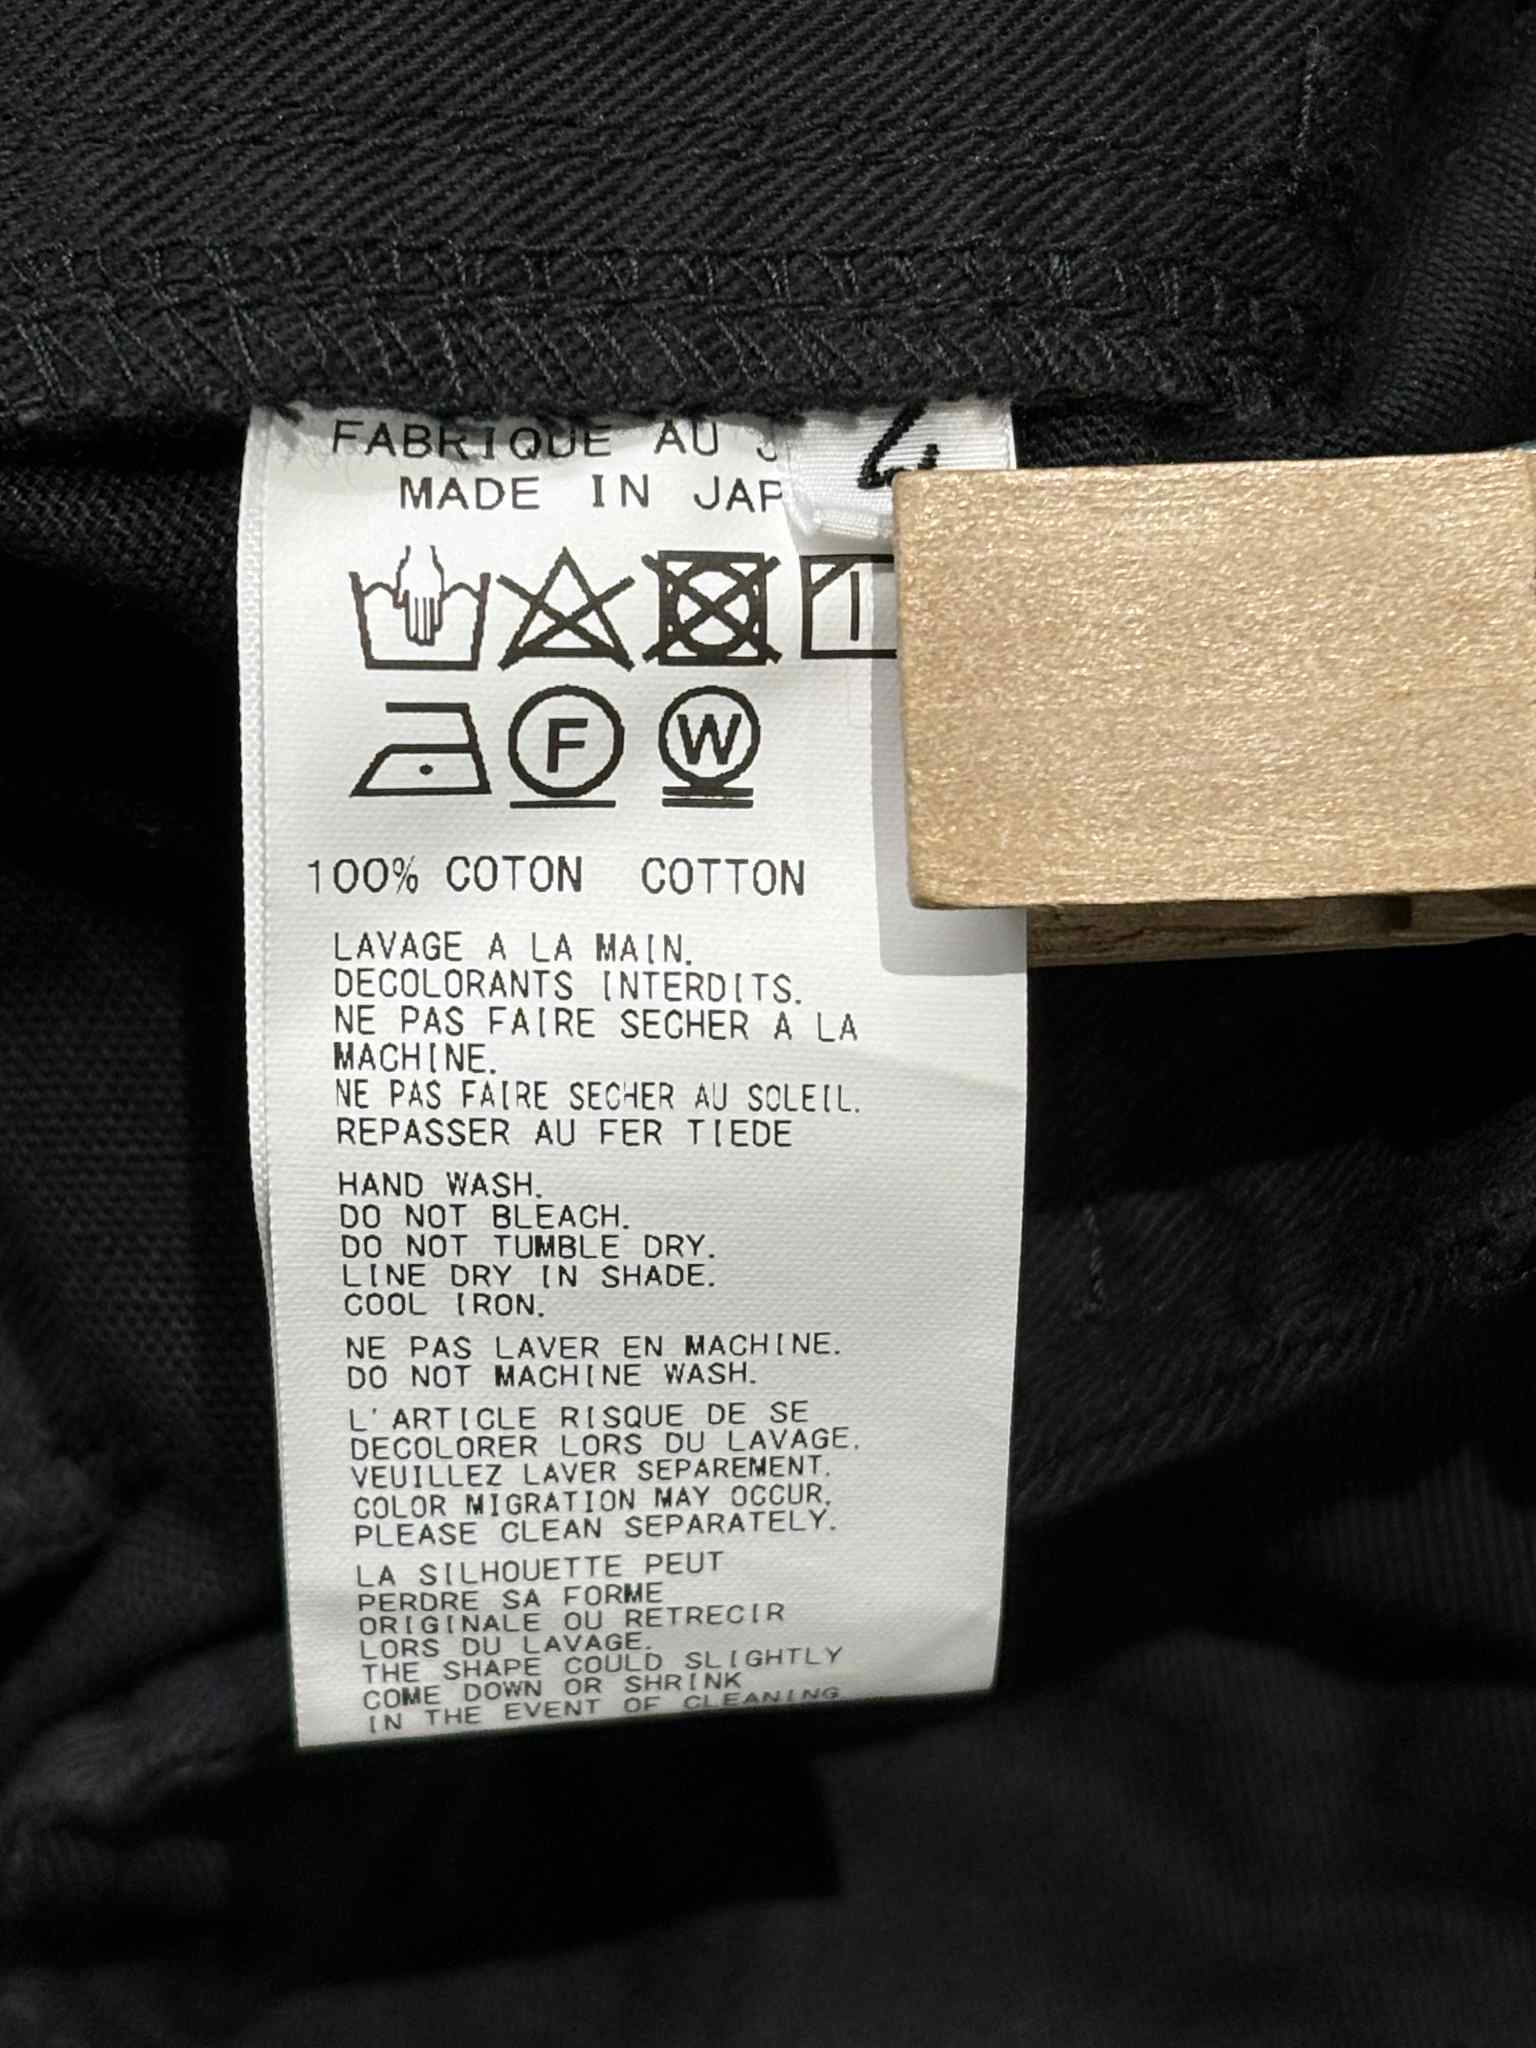 FABRIQUE AU
MADE IN
F W
100% COTON COTTON
LAVAGE A LA MAIN.
DECOLORANTS INTERDITS.
NE PAS FAIRE SECHER A LA
MACHINE.
NE PAS FAIRE SECHER AU SOLEIL.
REPASSER AU FER TIEDE
HAND WASH.
DO NOT BLEACH.
DO NOT TUMBLE DRY.
LINE DRY IN SHADE.
COOL IRON.
NE PAS LAVER EN MACHINE.
DO NOT MACHINE WASH.
L'ARTICLE RISQUE DE SE
DECOLORER LORS DU LAVAGE.
VEUILLEZ LAVER SEPAREMENT.
COLOR MIGRATION MAY OCCUR.
PLEASE CLEAN SEPARATELY.
LA SILHOUETTE PEUT
PERDRE SA FORME
ORIGINALE OU RETRECIR
LORS DU LAVAGE.
THE SHAPE COULD SLIGHTLY
COME DOWN OR SHRINK
IN THE EVENT OF CLEANING